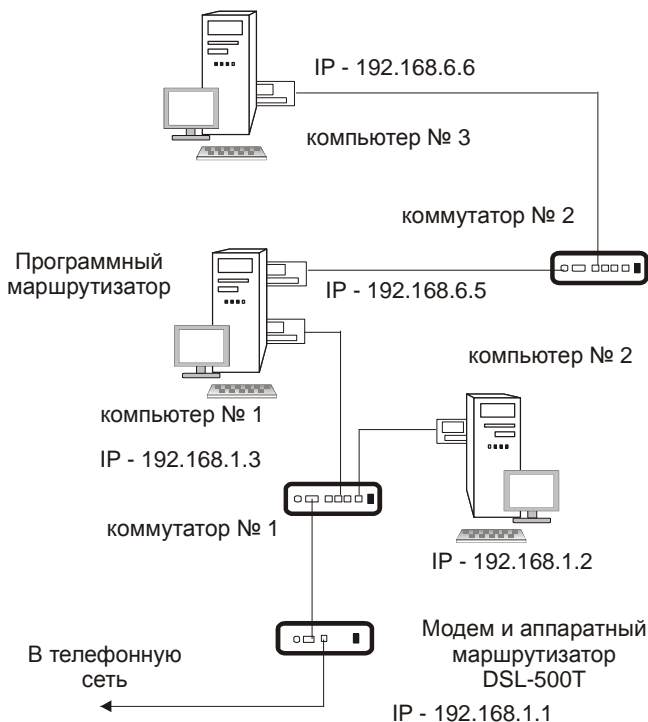 IP - 192.168.6.6
компьютер № 3
коммутатор № 2
Программный
маршрутизатор
IP - 192.168.6.5
компьютер № 2
компьютер № 1
IP - 192.168.1.3
коммутатор № 1
IP - 192.168.1.2
В телефонную
сеть
Модем и аппаратный
маршрутизатор
DSL-500T
IP - 192.168.1.1